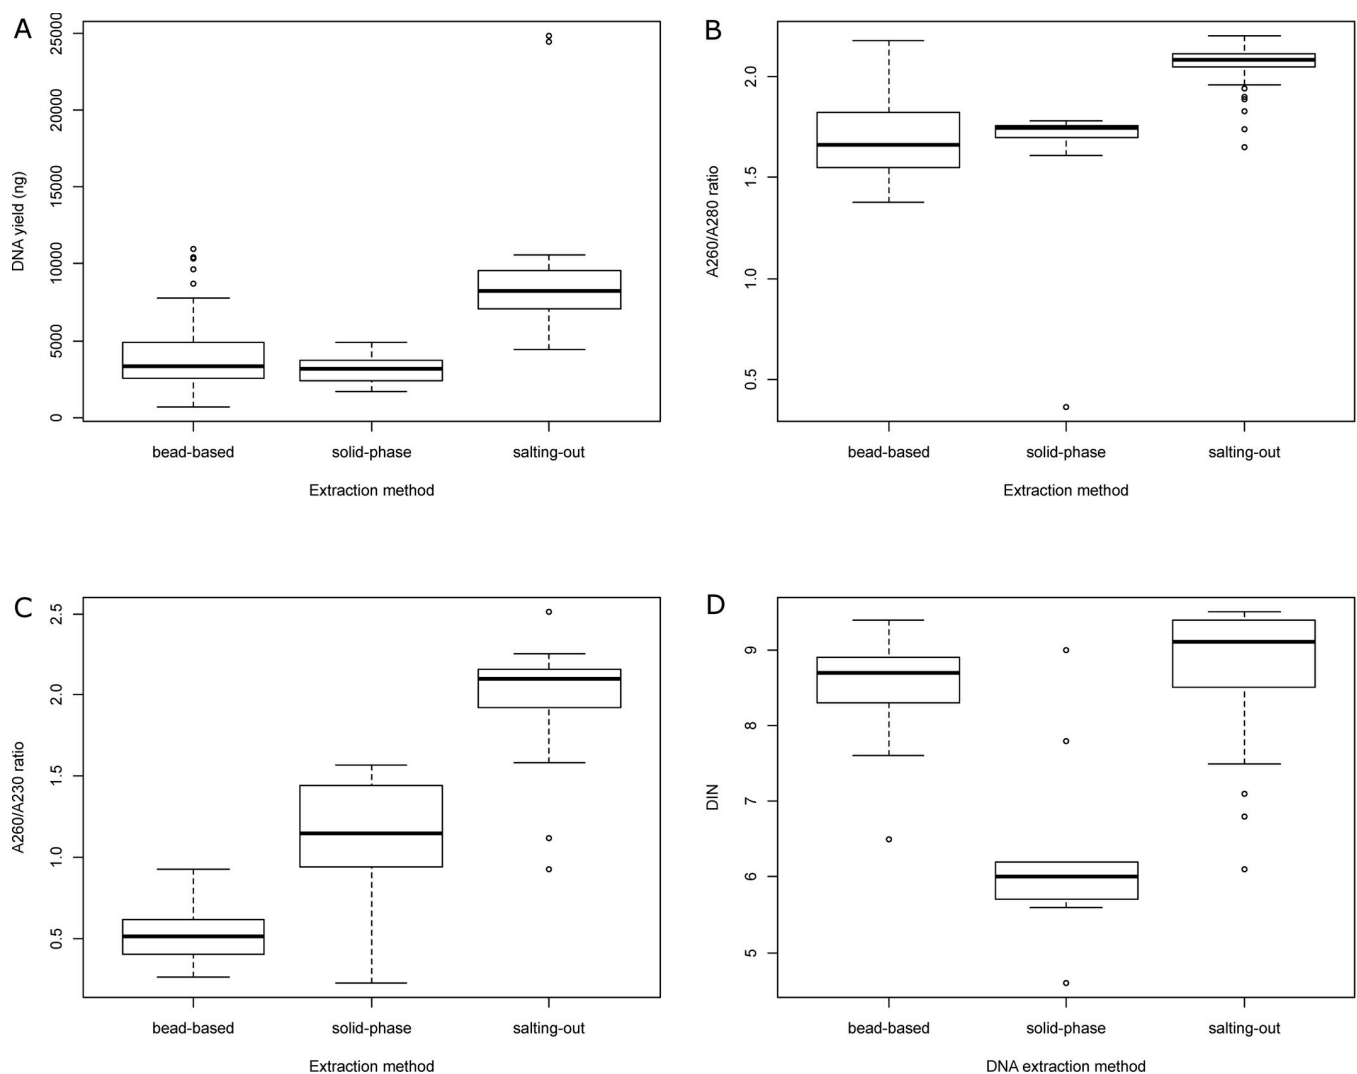 A
25000
20000
15000
10000
5000
0
DNA yield (ng)
bead-based solid-phase salting-out
Extraction method
B
2.0
1.5
1.0
0.5
A260/A280 ratio
bead-based solid-phase salting-out
Extraction method
C
2.5
2.0
1.5
1.0
0.5
A260/A230 ratio
bead-based solid-phase salting-out
Extraction method
D
9
8
7
6
5
DIN
bead-based solid-phase salting-out
DNA extraction method